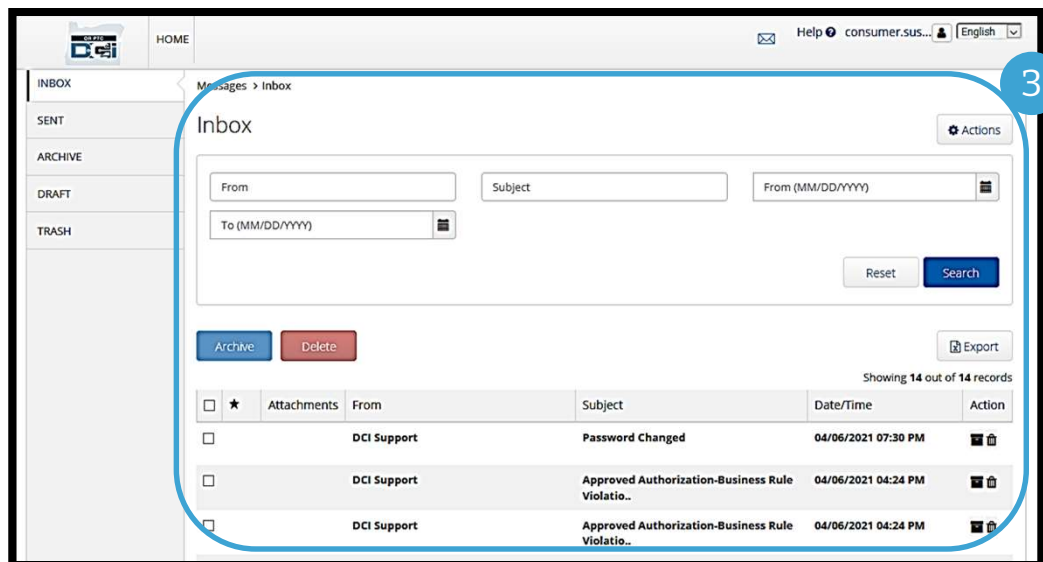 OR PTC
DCi
HOME
Help
consumer.sus...
English
INBOX
SENT
ARCHIVE
DRAFT
TRASH
Messages > Inbox
3
Inbox
Actions
From
Subject
From (MM/DD/YYYY)
To (MM/DD/YYYY)
Reset
Search
Archive
Delete
Export
Showing 14 out of 14 records
Attachments From Subject Date/Time Action
DCI Support Password Changed 04/06/2021 07:30 PM
DCI Support Approved Authorization-Business Rule 04/06/2021 04:24 PM
Violatio..
DCI Support Approved Authorization-Business Rule 04/06/2021 04:24 PM
Violatio..